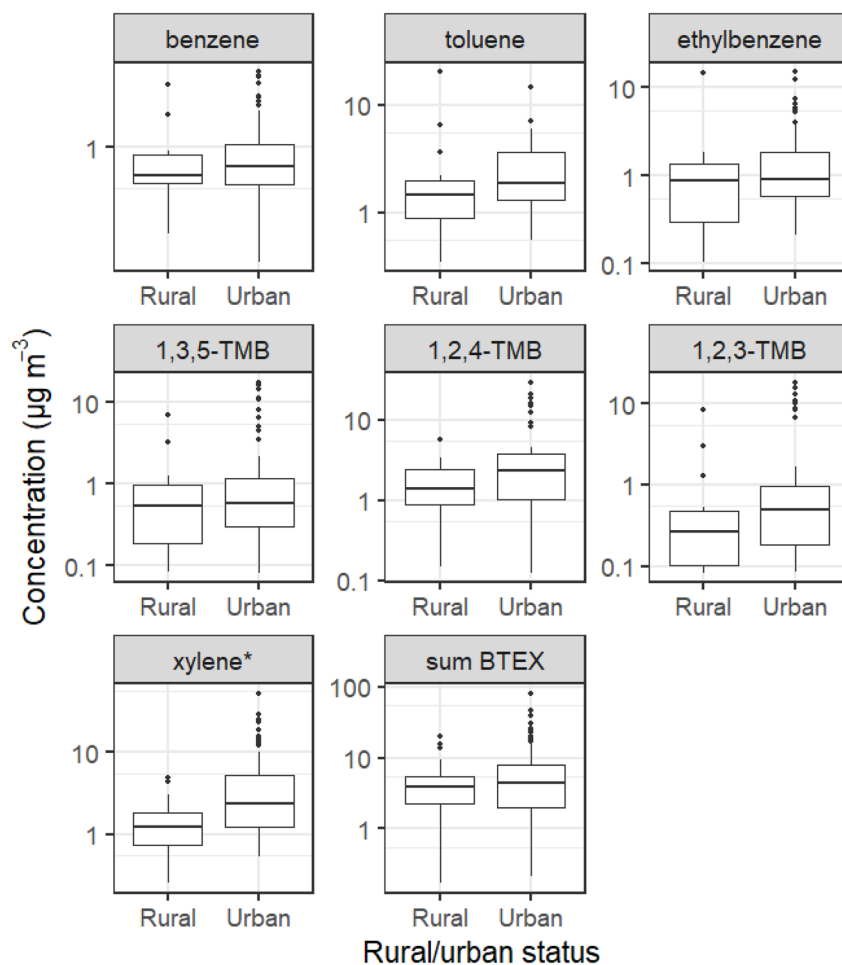 benzene toluene ethylbenzene
1
10
1
10
1
0.1
Rural Urban Rural Urban Rural Urban
1,3,5-TMB 1,2,4-TMB 1,2,3-TMB
10
1
0.1
10
1
0.1
10
1
0.1
Rural Urban Rural Urban Rural Urban
xylene* sum BTEX
10
1
100
10
1
Rural Urban Rural Urban
Concentration (µg m⁻³)
Rural/urban status